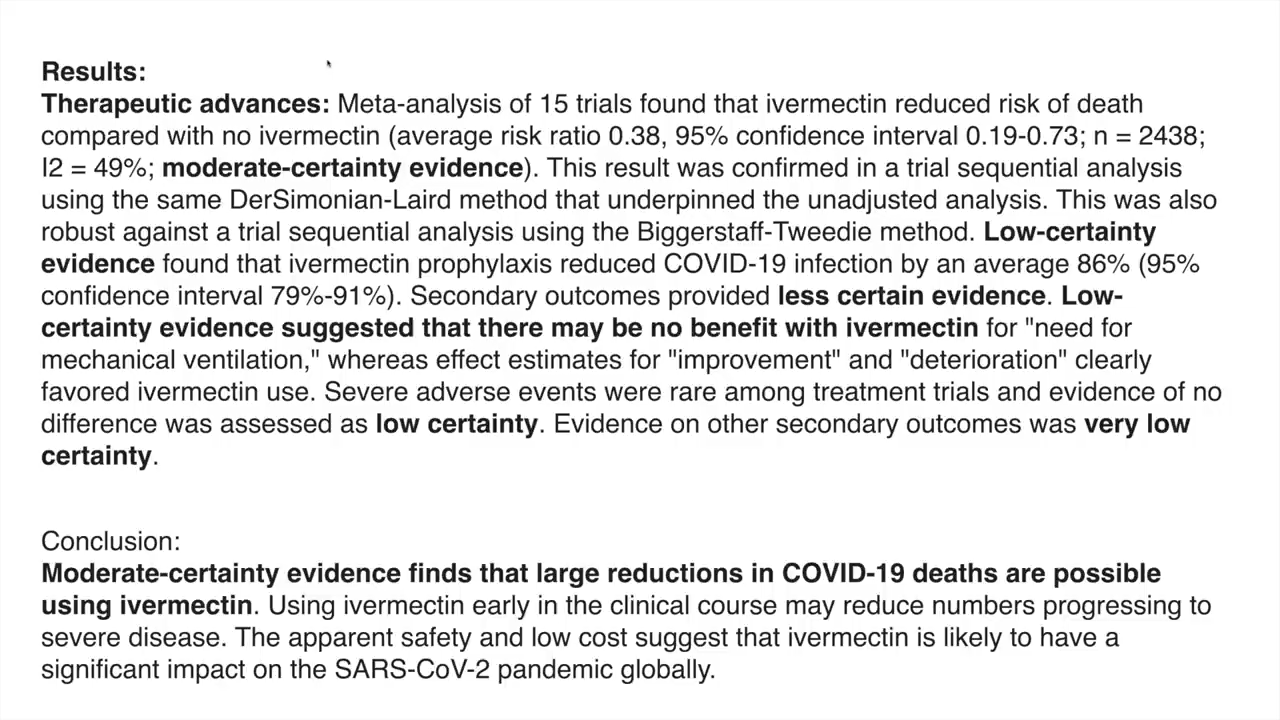 Results:
Therapeutic advances: Meta-analysis of 15 trials found that ivermectin reduced risk of death
compared with no ivermectin (average risk ratio 0.38, 95% confidence interval 0.19-0.73; n = 2438;
I2 = 49%; moderate-certainty evidence). This result was confirmed in a trial sequential analysis
using the same DerSimonian-Laird method that underpinned the unadjusted analysis. This was also
robust against a trial sequential analysis using the Biggerstaff-Tweedie method. Low-certainty
evidence found that ivermectin prophylaxis reduced COVID-19 infection by an average 86% (95%
confidence interval 79%-91%). Secondary outcomes provided less certain evidence. Low-
certainty evidence suggested that there may be no benefit with ivermectin for "need for
mechanical ventilation," whereas effect estimates for "improvement" and "deterioration" clearly
favored ivermectin use. Severe adverse events were rare among treatment trials and evidence of no
difference was assessed as low certainty. Evidence on other secondary outcomes was very low
certainty.
Conclusion:
Moderate-certainty evidence finds that large reductions in COVID-19 deaths are possible
using ivermectin. Using ivermectin early in the clinical course may reduce numbers progressing to
severe disease. The apparent safety and low cost suggest that ivermectin is likely to have a
significant impact on the SARS-CoV-2 pandemic globally.